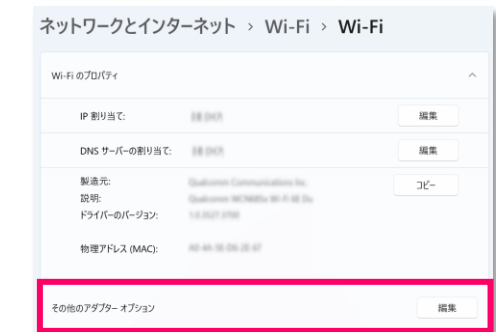 ネットワークとインターネット › Wi-Fi › Wi-Fi
Wi-Fi のプロパティ
IP 割り当て: 編集
DNS サーバーの割り当て: 編集
製造元: コピー
説明:
ドライバーのバージョン:
物理アドレス (MAC):
その他のアダプター オプション 編集